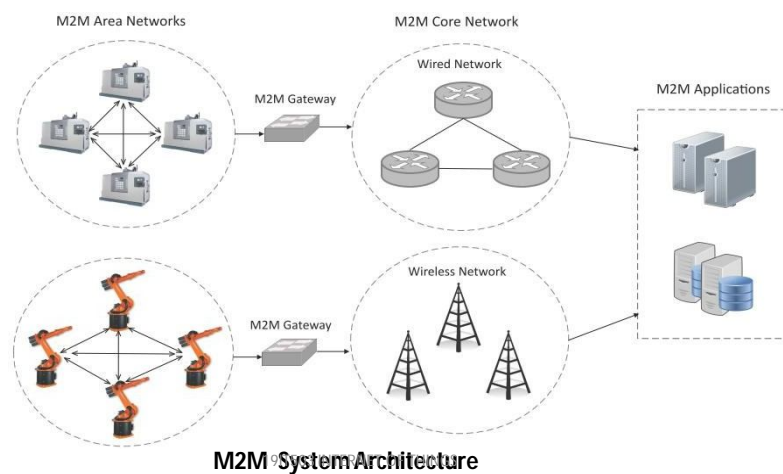 M2M Area Networks
M2M Core Network
Wired Network
M2M Gateway
M2M Applications
Wireless Network
M2M Gateway
M2M System Architecture